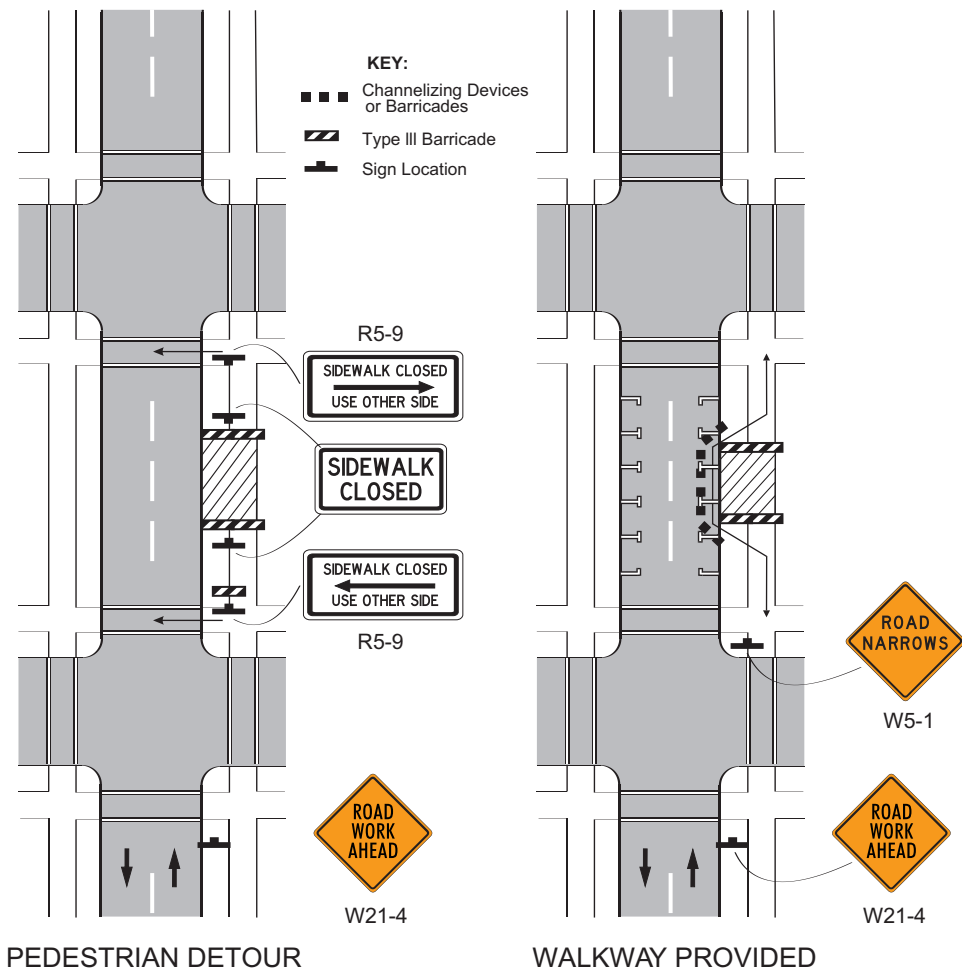 KEY:
Channelizing Devices
or Barricades
Type III Barricade
Sign Location
R5-9
SIDEWALK CLOSED
USE OTHER SIDE
SIDEWALK
CLOSED
SIDEWALK CLOSED
USE OTHER SIDE
R5-9
ROAD
WORK
AHEAD
W21-4
PEDESTRIAN DETOUR
ROAD
NARROWS
W5-1
ROAD
WORK
AHEAD
W21-4
WALKWAY PROVIDED